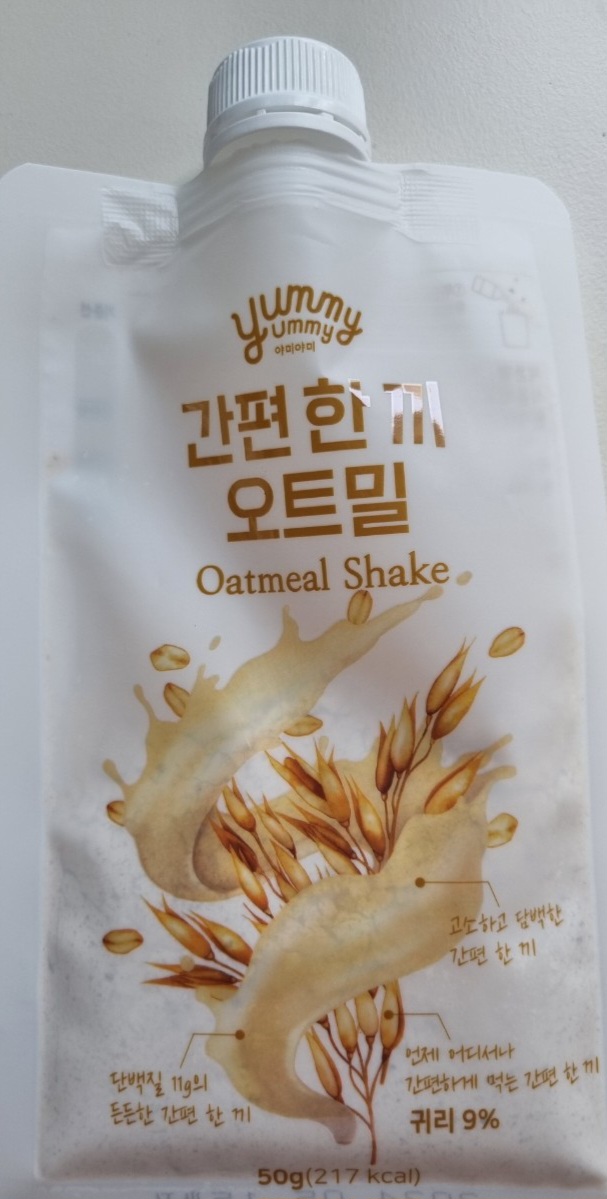 yummy
yummy
야미야미
간편 한 끼
오트밀
Oatmeal Shake
고소하고 담백한
간편 한 끼
언제 어디서나
간편하게 먹는 간편 한 끼
단백질 11g의
든든한 간편 한 끼
귀리 9%
50g(217 kcal)